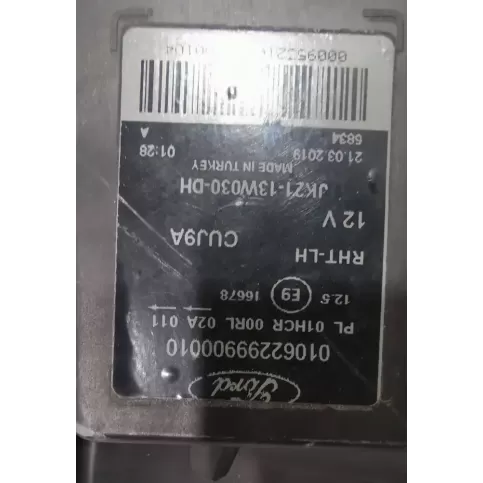 Ford
01062299900010
PL 01HCR 00RL 02A 011
12.5' E9 16678
RHT-LH
CUJ9A
12 V
JK21-13W030-DH
MADE IN TURKEY
21.03.2019 01:28
6834 A